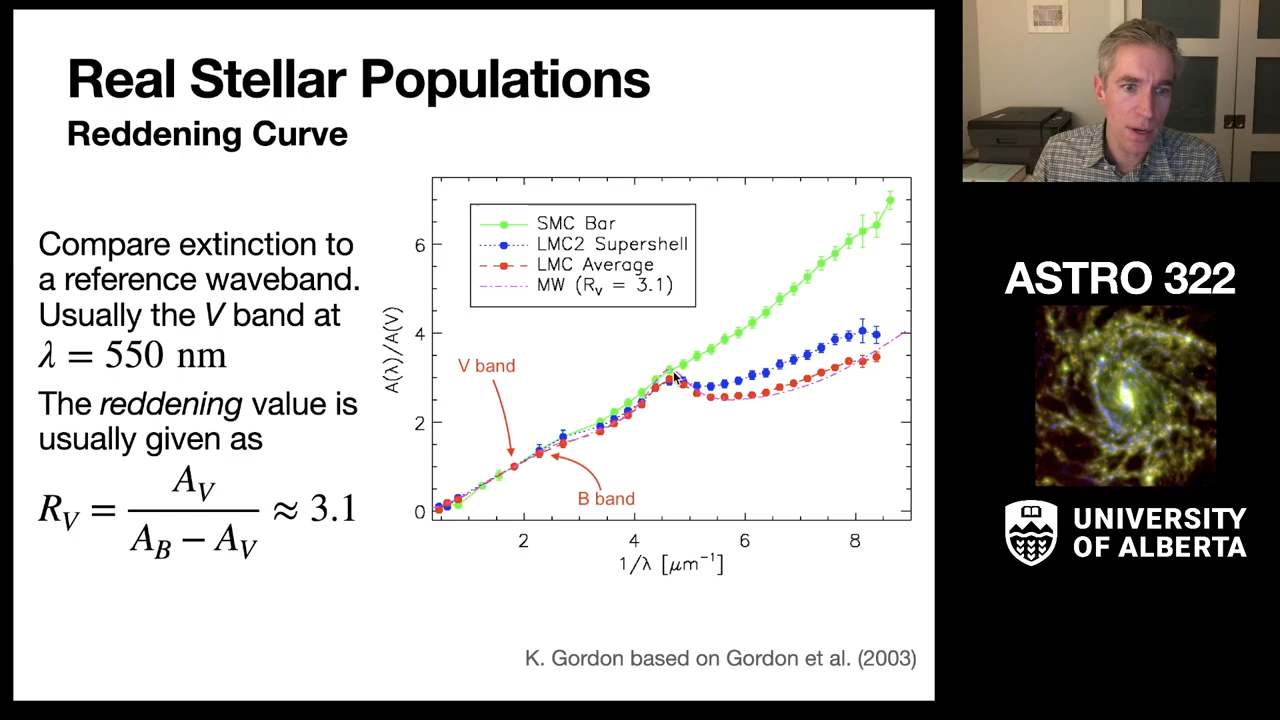 Real Stellar Populations
Reddening Curve
Compare extinction to
a reference waveband.
Usually the V band at
λ = 550 nm
The reddening value is
usually given as
R_V = A_V / (A_B − A_V) ≈ 3.1
SMC Bar
LMC2 Supershell
LMC Average
MW (R_V = 3.1)
A(λ)/A(V)
6
4
2
0
V band
B band
2 4 6 8
1/λ [μm⁻¹]
K. Gordon based on Gordon et al. (2003)
ASTRO 322
UNIVERSITY
OF ALBERTA